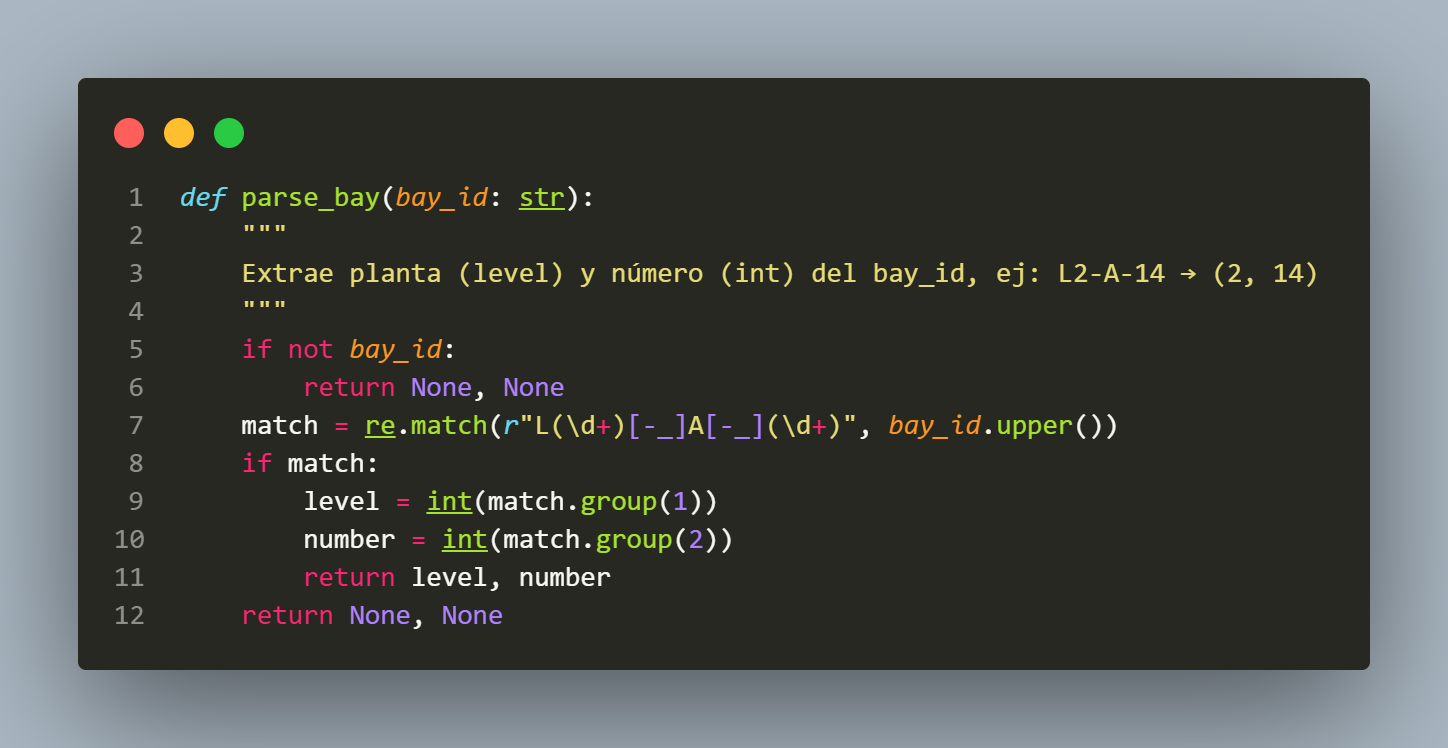 1 def parse_bay(bay_id: str):
2     """
3     Extrae planta (level) y número (int) del bay_id, ej: L2-A-14 → (2, 14)
4     """
5     if not bay_id:
6         return None, None
7     match = re.match(r"L(\d+)[-_]A[-_](\d+)", bay_id.upper())
8     if match:
9         level = int(match.group(1))
10         number = int(match.group(2))
11         return level, number
12     return None, None